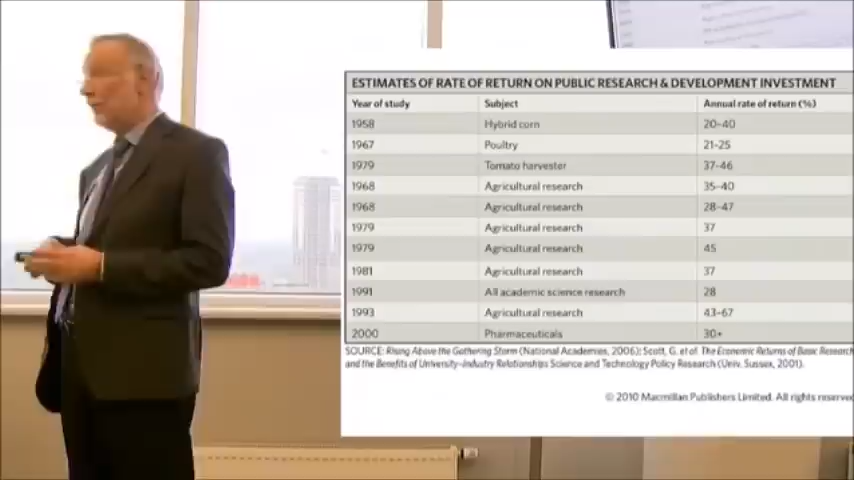 ESTIMATES OF RATE OF RETURN ON PUBLIC RESEARCH & DEVELOPMENT INVESTMENT
Year of study Subject Annual rate of return (%)
1958 Hybrid corn 20–40
1967 Poultry 21–25
1979 Tomato harvester 37–46
1968 Agricultural research 35–40
1968 Agricultural research 28–47
1979 Agricultural research 37
1979 Agricultural research 45
1981 Agricultural research 37
1991 All academic science research 28
1993 Agricultural research 43–67
2000 Pharmaceuticals 30+
SOURCE: Rising Above the Gathering Storm (National Academies, 2006); Scott, G. et al. The Economic Returns of Basic Research
and the Benefits of University–Industry Relationships Science and Technology Policy Research (Univ. Sussex, 2001).
© 2010 Macmillan Publishers Limited. All rights reserve